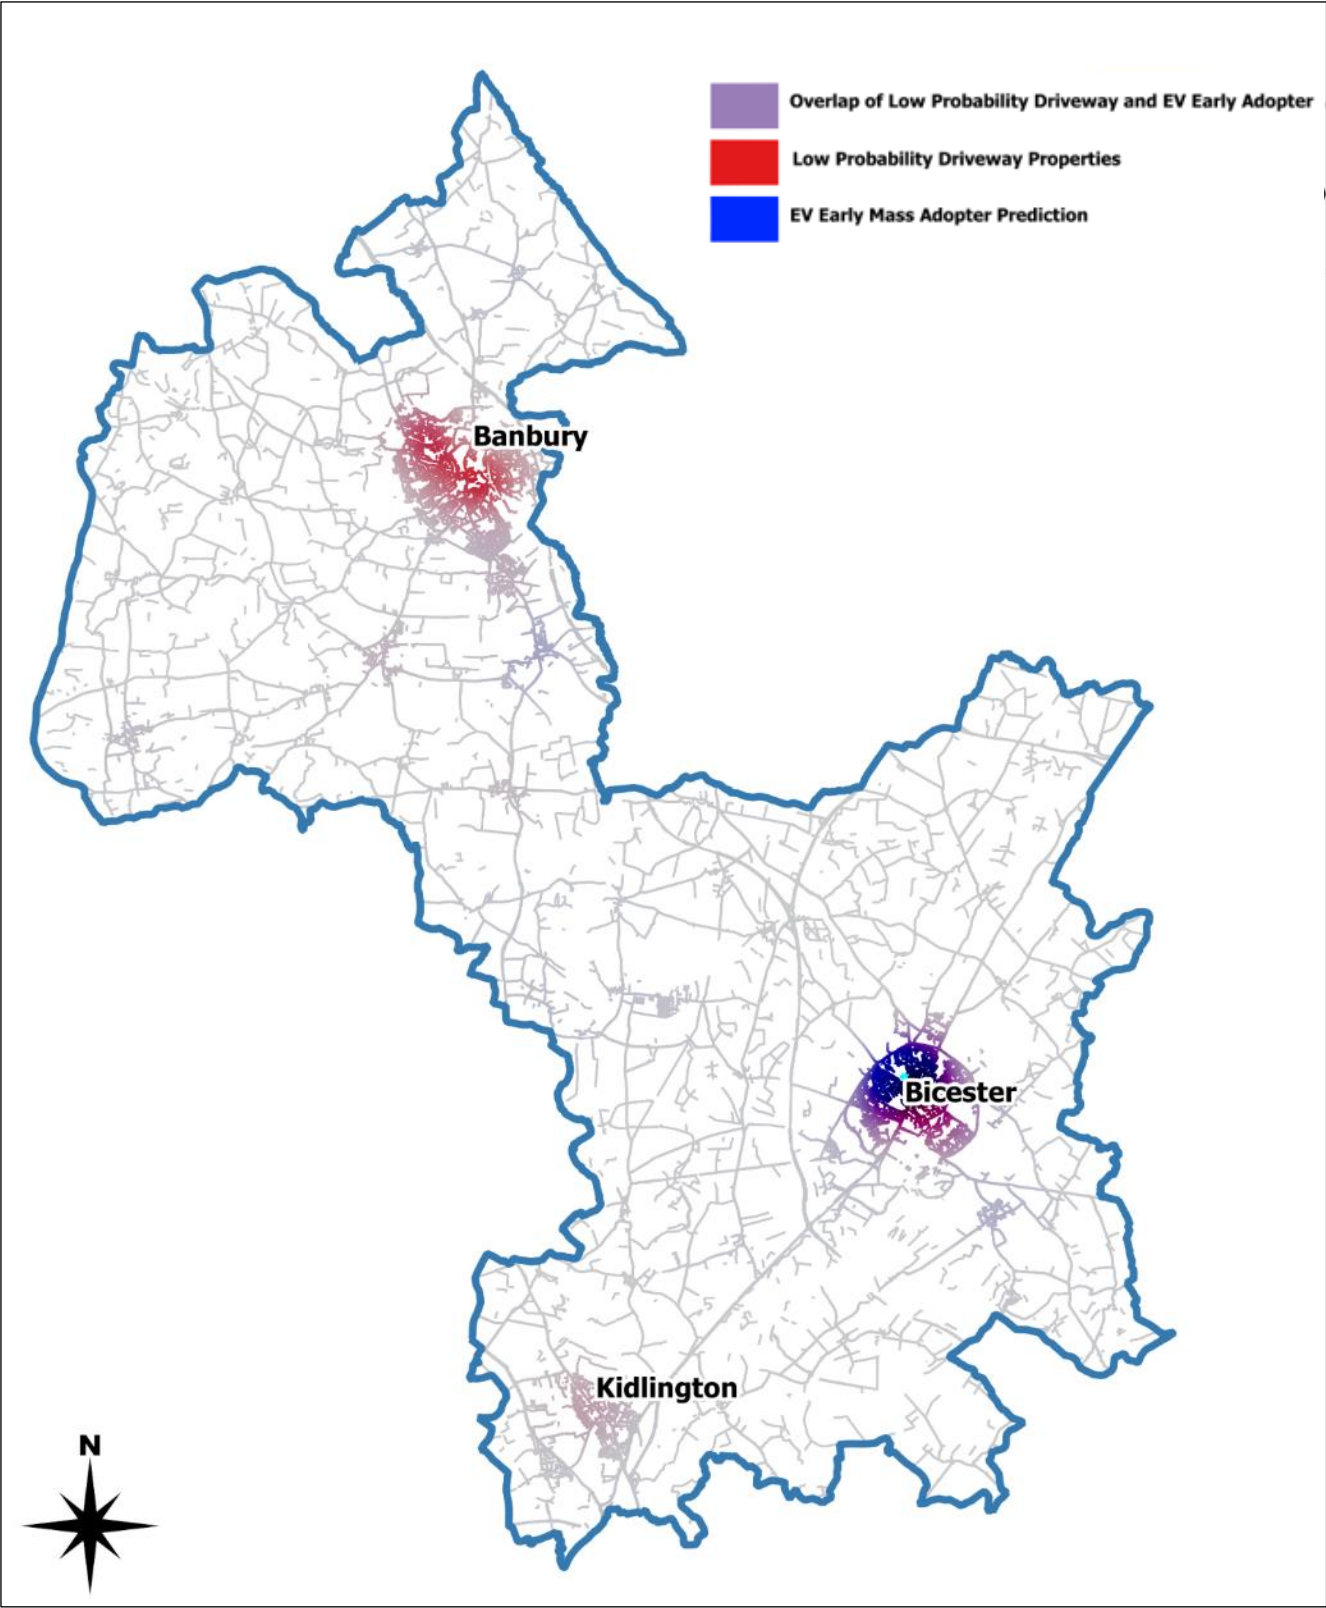 Overlap of Low Probability Driveway and EV Early Adopter
Low Probability Driveway Properties
EV Early Mass Adopter Prediction
Banbury
Bicester
Kidlington
N